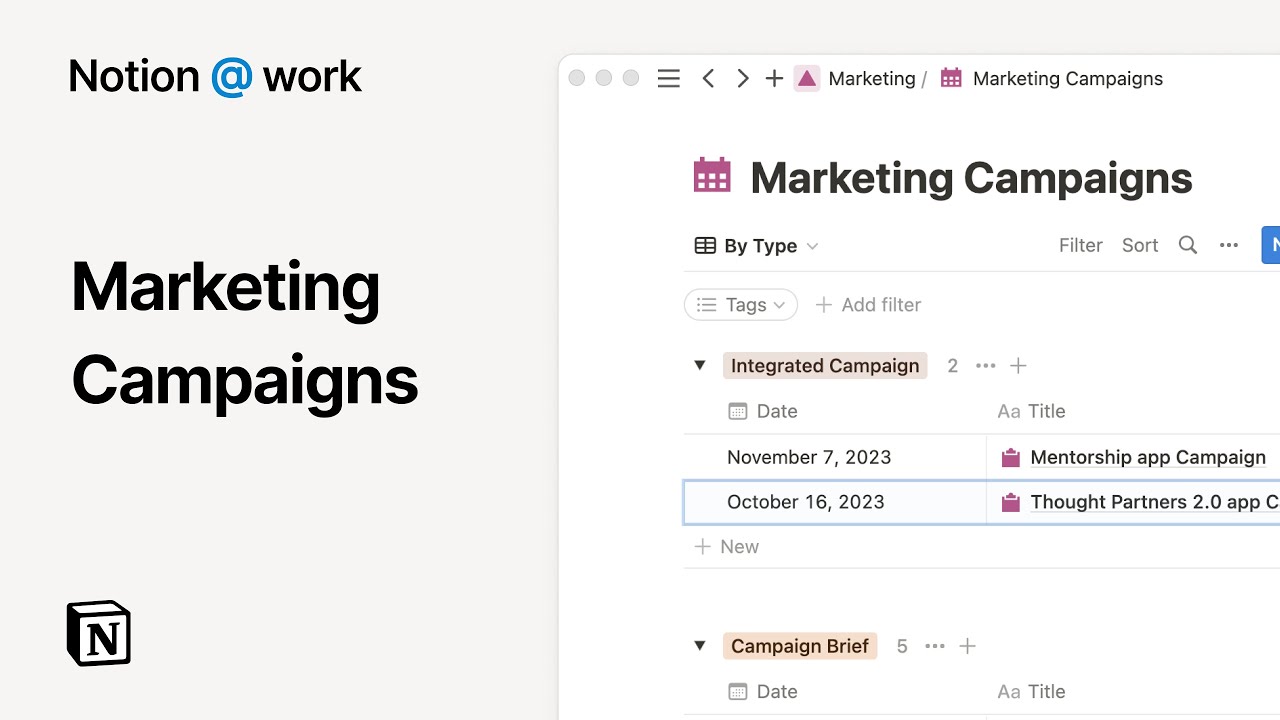 Notion @ work
Marketing
Campaigns
N
Marketing / Marketing Campaigns
Marketing Campaigns
By Type Filter Sort N
Tags Add filter
Integrated Campaign 2
Date Aa Title
November 7, 2023 Mentorship app Campaign
October 16, 2023 Thought Partners 2.0 app C
New
Campaign Brief 5
Date Aa Title